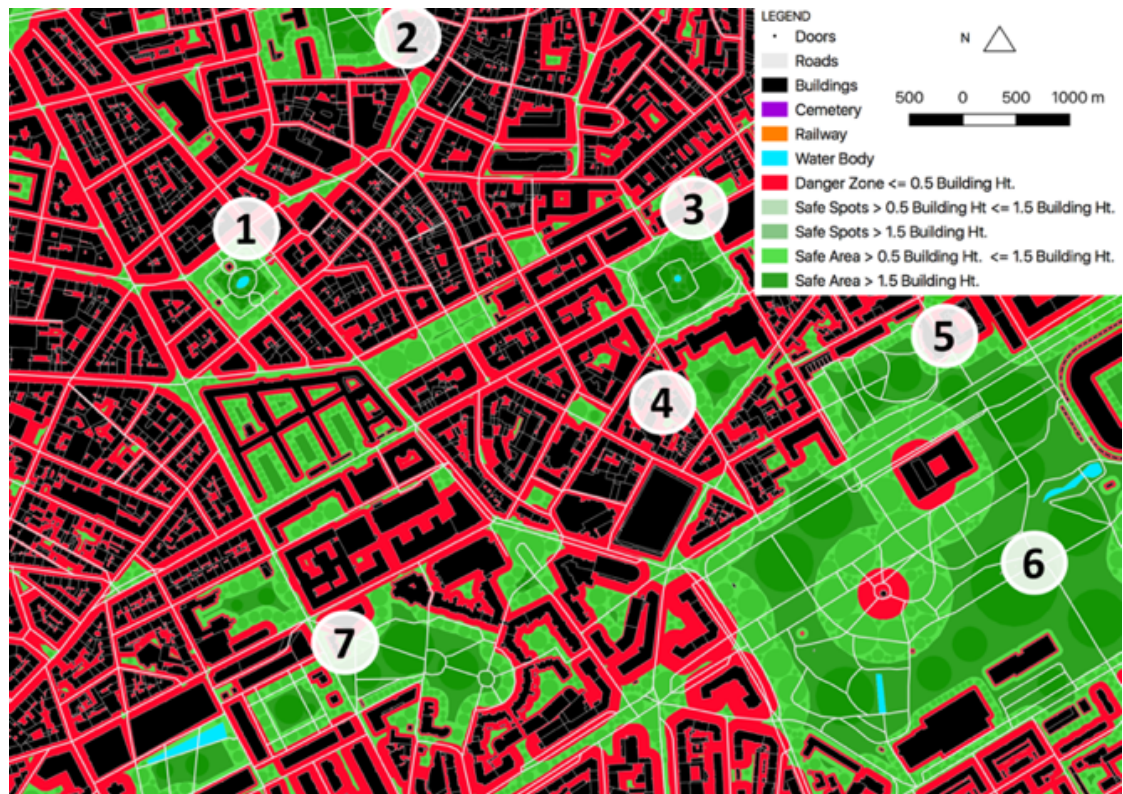 LEGEND
Doors
Roads
Buildings
Cemetery
Railway
Water Body
Danger Zone <= 0.5 Building Ht.
Safe Spots > 0.5 Building Ht <= 1.5 Building Ht.
Safe Spots > 1.5 Building Ht.
Safe Area > 0.5 Building Ht. <= 1.5 Building Ht.
Safe Area > 1.5 Building Ht.
N
500 0 500 1000 m
2
1
3
5
4
6
7